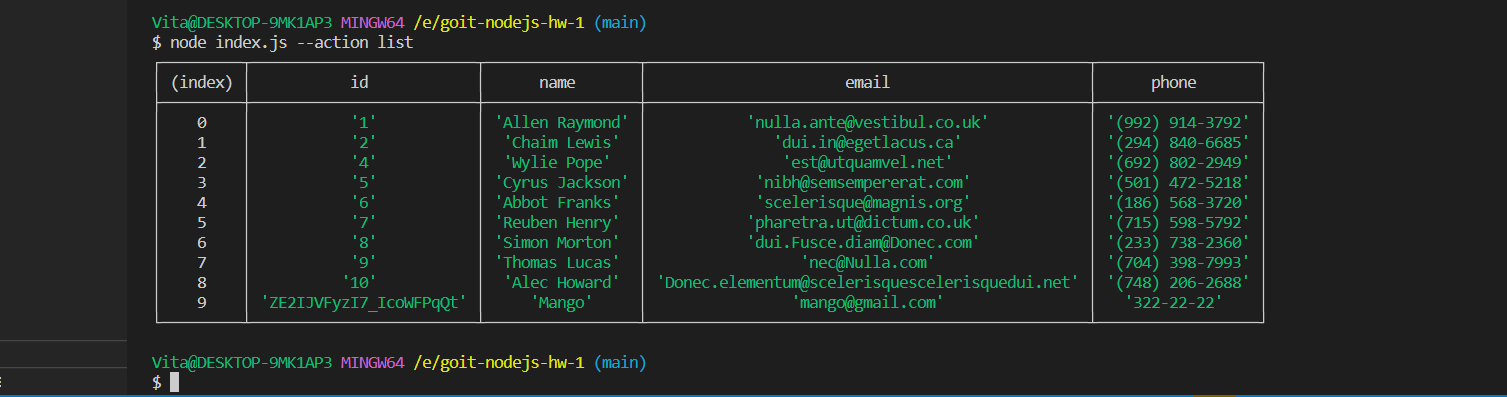 Vita@DESKTOP-9MK1AP3 MINGW64 /e/goit-nodejs-hw-1 (main)
$ node index.js --action list
(index) id name email phone
0 '1' 'Allen Raymond' 'nulla.ante@vestibul.co.uk' '(992) 914-3792'
1 '2' 'Chaim Lewis' 'dui.in@egetlacus.ca' '(294) 840-6685'
2 '4' 'Wylie Pope' 'est@utquamvel.net' '(692) 802-2949'
3 '5' 'Cyrus Jackson' 'nibh@semsempererat.com' '(501) 472-5218'
4 '6' 'Abbot Franks' 'scelerisque@magnis.org' '(186) 568-3720'
5 '7' 'Reuben Henry' 'pharetra.ut@dictum.co.uk' '(715) 598-5792'
6 '8' 'Simon Morton' 'dui.Fusce.diam@Donec.com' '(233) 738-2360'
7 '9' 'Thomas Lucas' 'nec@Nulla.com' '(704) 398-7993'
8 '10' 'Alec Howard' 'Donec.elementum@scelerisquescelerisquedui.net' '(748) 206-2688'
9 'ZE2IJVFyzI7_IcoWFPqQt' 'Mango' 'mango@gmail.com' '322-22-22'
Vita@DESKTOP-9MK1AP3 MINGW64 /e/goit-nodejs-hw-1 (main)
$